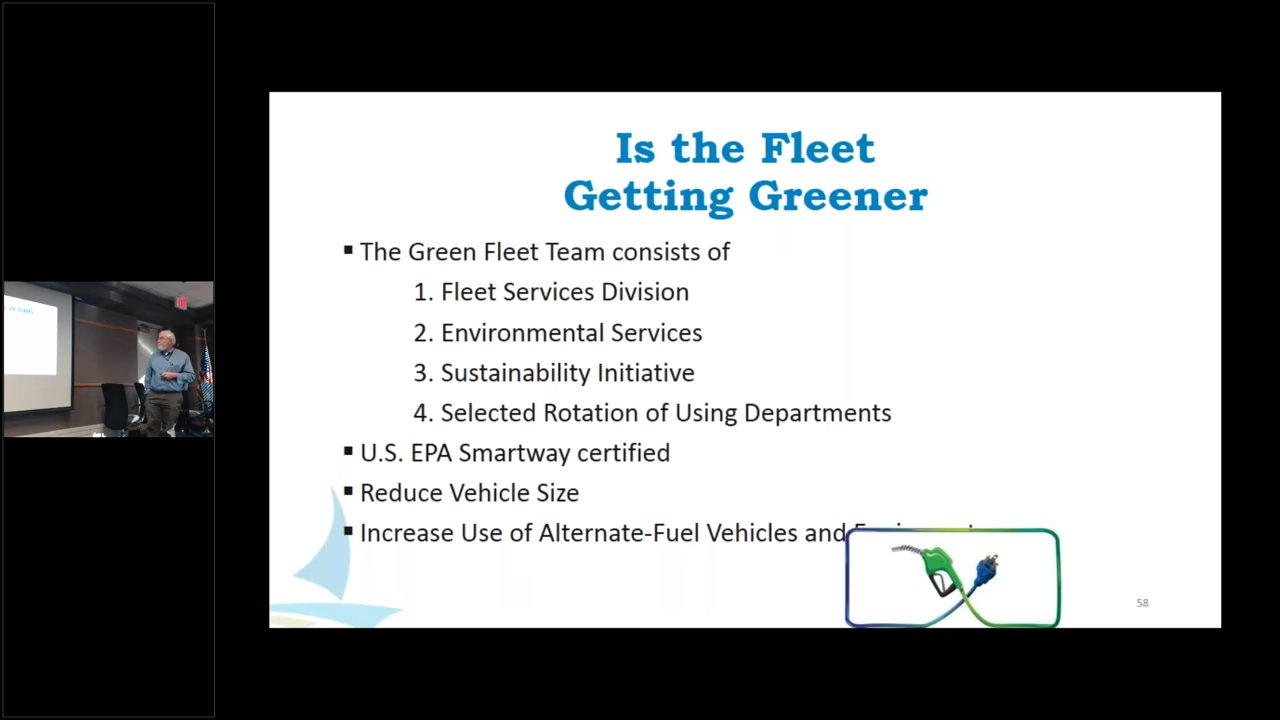 Is the Fleet
Getting Greener
▪ The Green Fleet Team consists of
1. Fleet Services Division
2. Environmental Services
3. Sustainability Initiative
4. Selected Rotation of Using Departments
▪ U.S. EPA Smartway certified
▪ Reduce Vehicle Size
▪ Increase Use of Alternate-Fuel Vehicles and
58